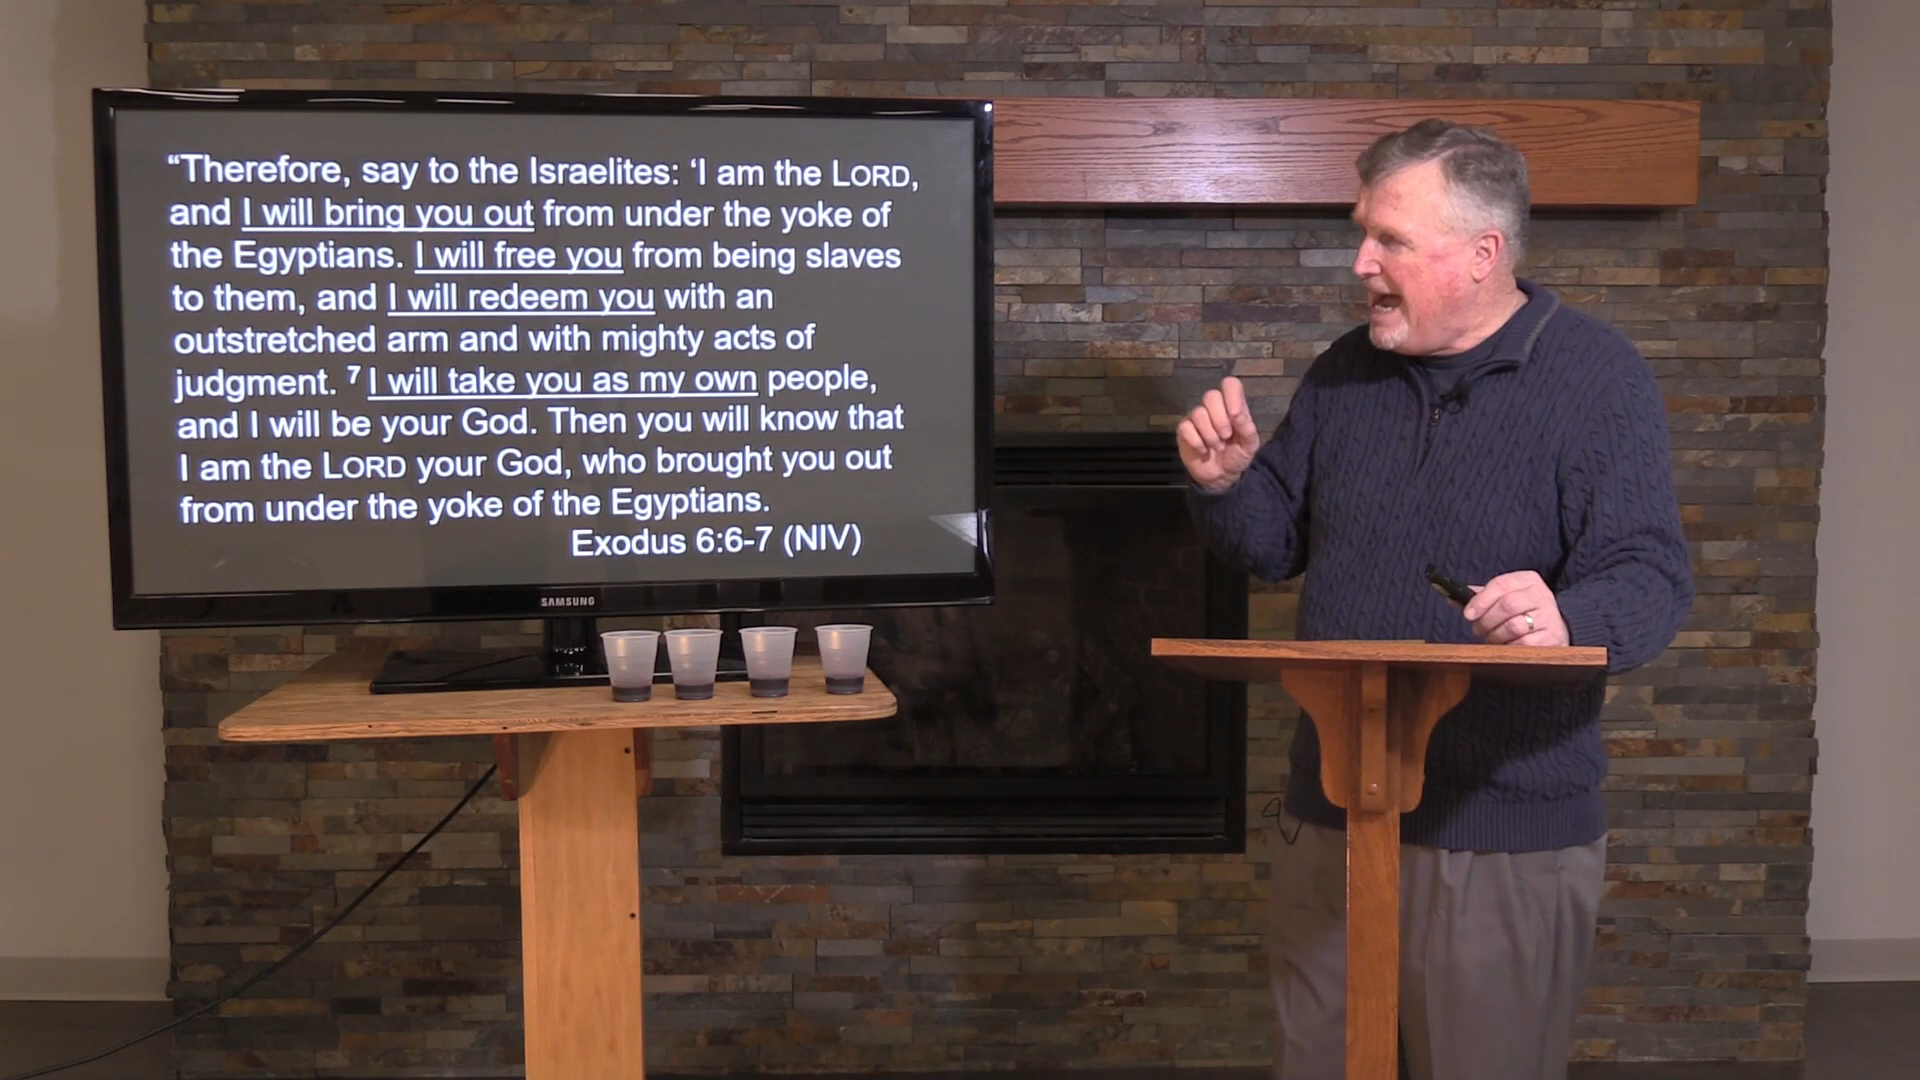 “Therefore, say to the Israelites: ‘I am the LORD,
and I will bring you out from under the yoke of
the Egyptians. I will free you from being slaves
to them, and I will redeem you with an
outstretched arm and with mighty acts of
judgment. ⁷ I will take you as my own people,
and I will be your God. Then you will know that
I am the LORD your God, who brought you out
from under the yoke of the Egyptians.
Exodus 6:6-7 (NIV)
SAMSUNG